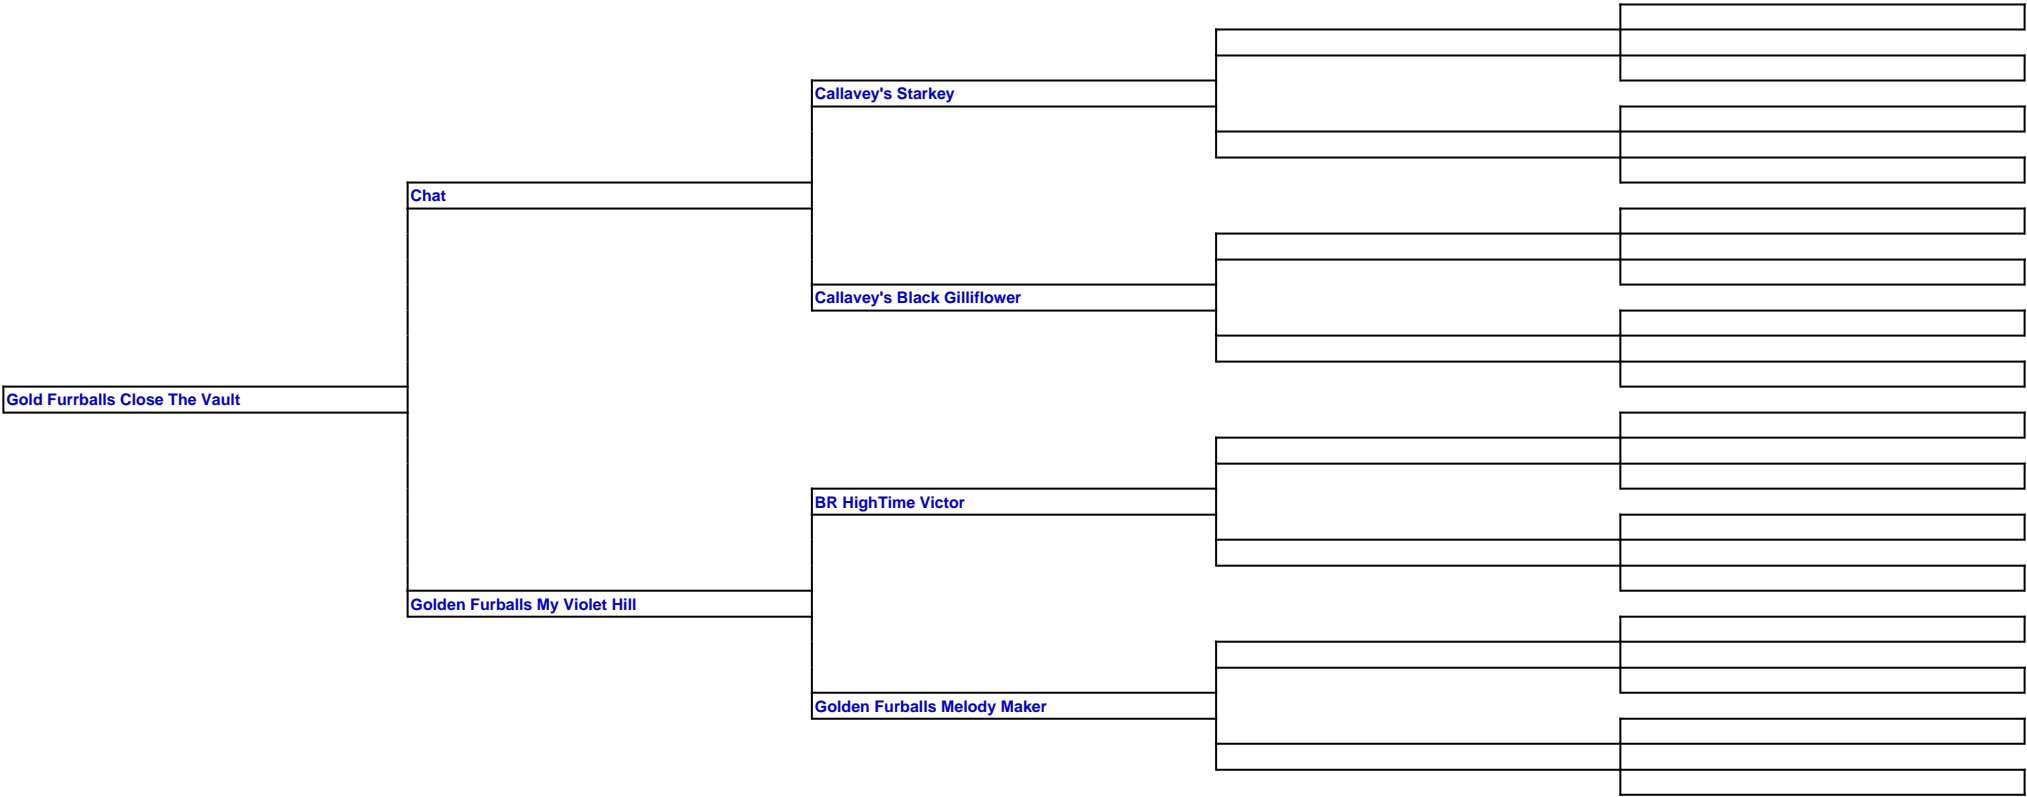 Callavey's Starkey
Chat
Callavey's Black Gilliflower
Gold Furrballs Close The Vault
BR HighTime Victor
Golden Furballs My Violet Hill
Golden Furballs Melody Maker